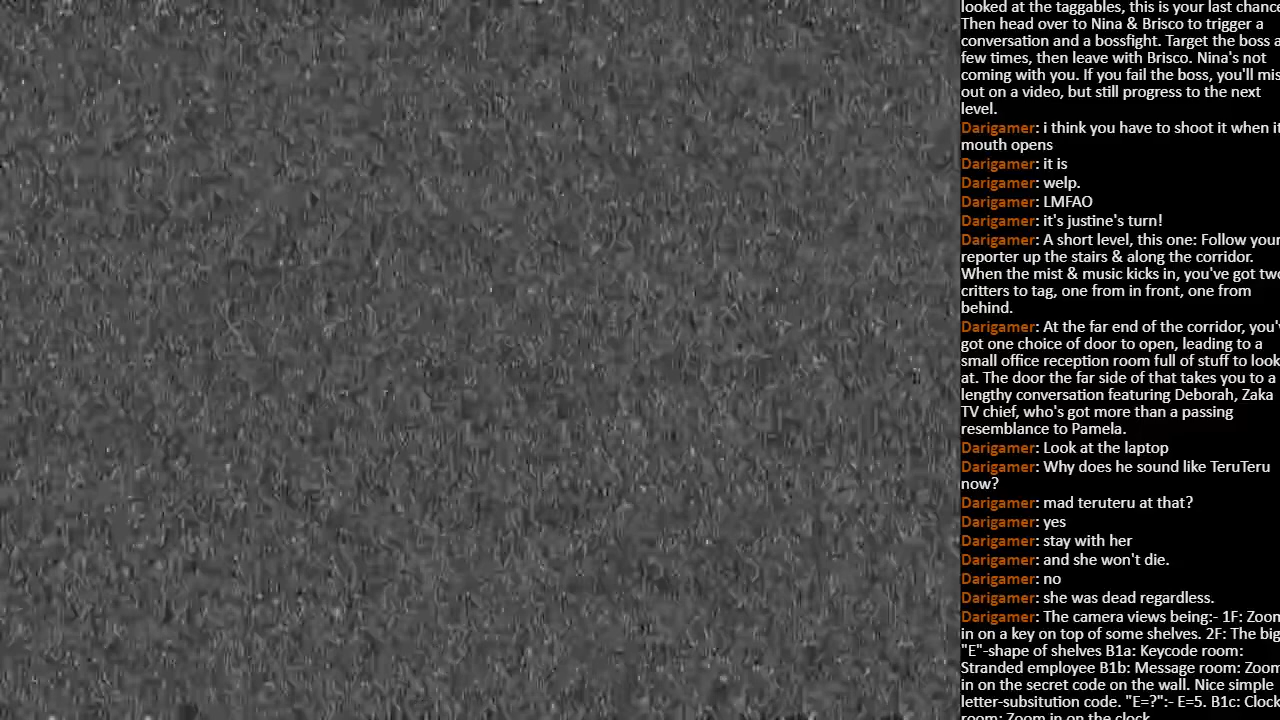 looked at the taggables, this is your last chance
Then head over to Nina & Brisco to trigger a
conversation and a bossfight. Target the boss a
few times, then leave with Brisco. Nina's not
coming with you. If you fail the boss, you'll mis
out on a video, but still progress to the next
level.
Darigamer: i think you have to shoot it when i
mouth opens
Darigamer: it is
Darigamer: welp.
Darigamer: LMFAO
Darigamer: it's justine's turn!
Darigamer: A short level, this one: Follow your
reporter up the stairs & along the corridor.
When the mist & music kicks in, you've got two
critters to tag, one from in front, one from
behind.
Darigamer: At the far end of the corridor, you'
got one choice of door to open, leading to a
small office reception room full of stuff to look
at. The door the far side of that takes you to a
lengthy conversation featuring Deborah, Zaka
TV chief, who's got more than a passing
resemblance to Pamela.
Darigamer: Look at the laptop
Darigamer: Why does he sound like TeruTeru
now?
Darigamer: mad teruteru at that?
Darigamer: yes
Darigamer: stay with her
Darigamer: and she won't die.
Darigamer: no
Darigamer: she was dead regardless.
Darigamer: The camera views being:- 1F: Zoom
in on a key on top of some shelves. 2F: The big
"E"-shape of shelves B1a: Keycode room:
Stranded employee B1b: Message room: Zoom
in on the secret code on the wall. Nice simple
letter-subsitution code. "E=?":- E=5. B1c: Clock
room: Zoom in on the clock